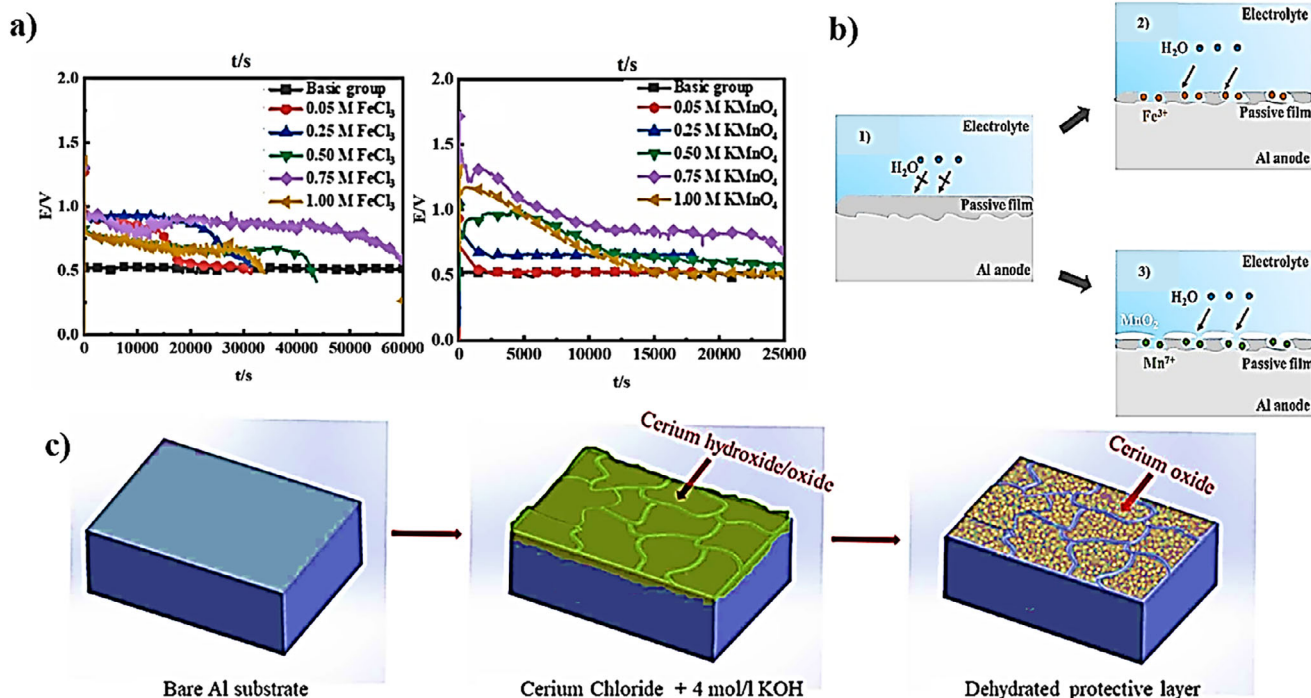 a)
t/s
t/s
2.0
1.5
1.0
0.5
0.0
E/V
Basic group
0.05 M FeCl₃
0.25 M FeCl₃
0.50 M FeCl₃
0.75 M FeCl₃
1.00 M FeCl₃
0 10000 20000 30000 40000 50000 60000
t/s
2.0
1.5
1.0
0.5
0.0
E/V
Basic group
0.05 M KMnO₄
0.25 M KMnO₄
0.50 M KMnO₄
0.75 M KMnO₄
1.00 M KMnO₄
0 5000 10000 15000 20000 25000
t/s
b)
1)
Electrolyte
H₂O
Passive film
Al anode
2)
Electrolyte
H₂O
Fe³⁺
Passive film
Al anode
3)
Electrolyte
H₂O
MnO₂
Mn⁷⁺
Passive film
Al anode
c)
Cerium hydroxide/oxide
Cerium oxide
Bare Al substrate
Cerium Chloride + 4 mol/l KOH
Dehydrated protective layer